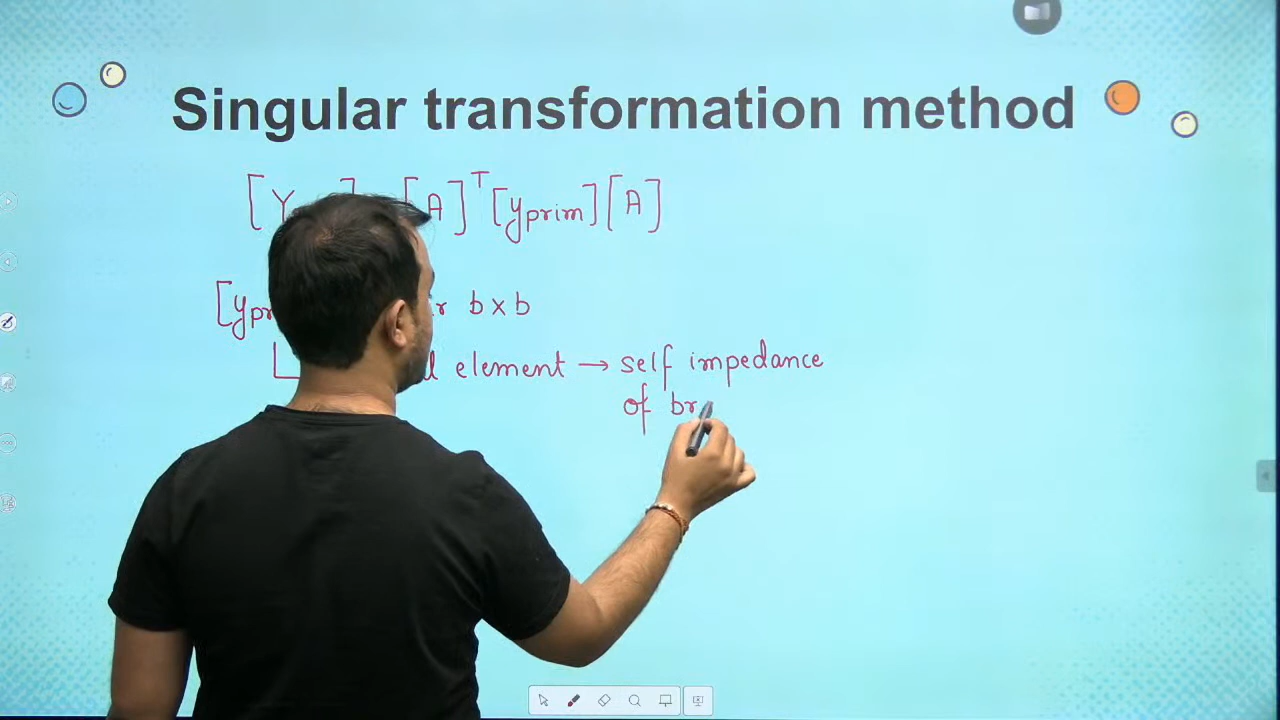 Singular transformation method
[Y ] [A]ᵀ [yprim] [A]
[ypr r b x b
l element → self impedance
of br